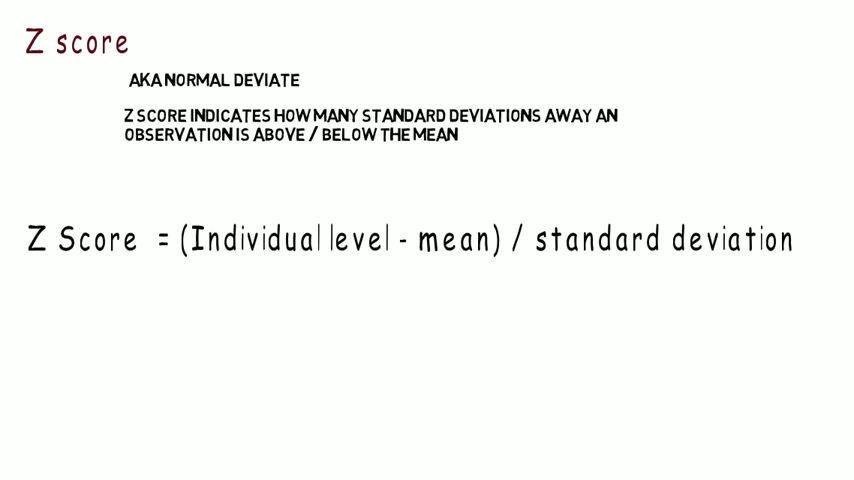 Z score
AKA NORMAL DEVIATE
Z SCORE INDICATES HOW MANY STANDARD DEVIATIONS AWAY AN
OBSERVATION IS ABOVE / BELOW THE MEAN
Z Score = (Individual level - mean) / standard deviation